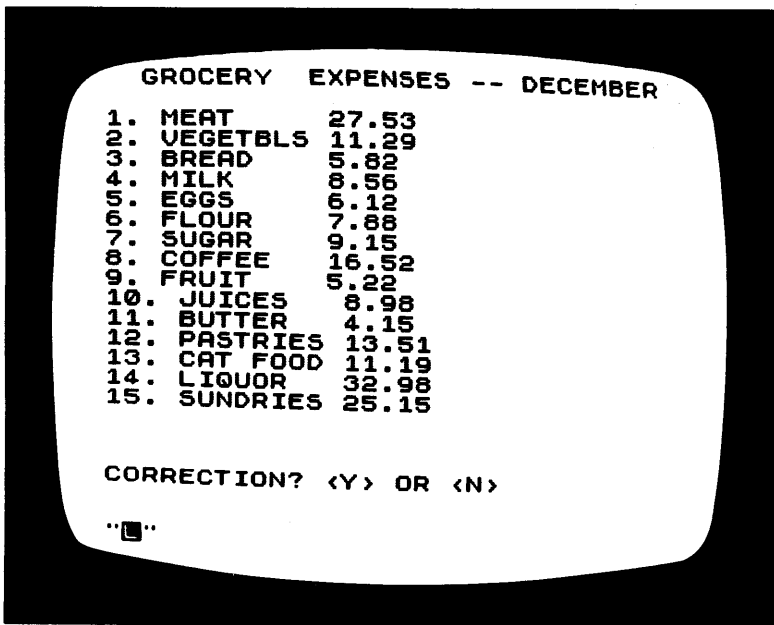 GROCERY EXPENSES -- DECEMBER
1. MEAT 27.53
2. VEGETBLS 11.29
3. BREAD 5.82
4. MILK 8.56
5. EGGS 6.12
6. FLOUR 7.88
7. SUGAR 9.15
8. COFFEE 16.52
9. FRUIT 5.22
10. JUICES 8.98
11. BUTTER 4.15
12. PASTRIES 13.51
13. CAT FOOD 11.19
14. LIQUOR 32.98
15. SUNDRIES 25.15
CORRECTION? <Y> OR <N>
"L"